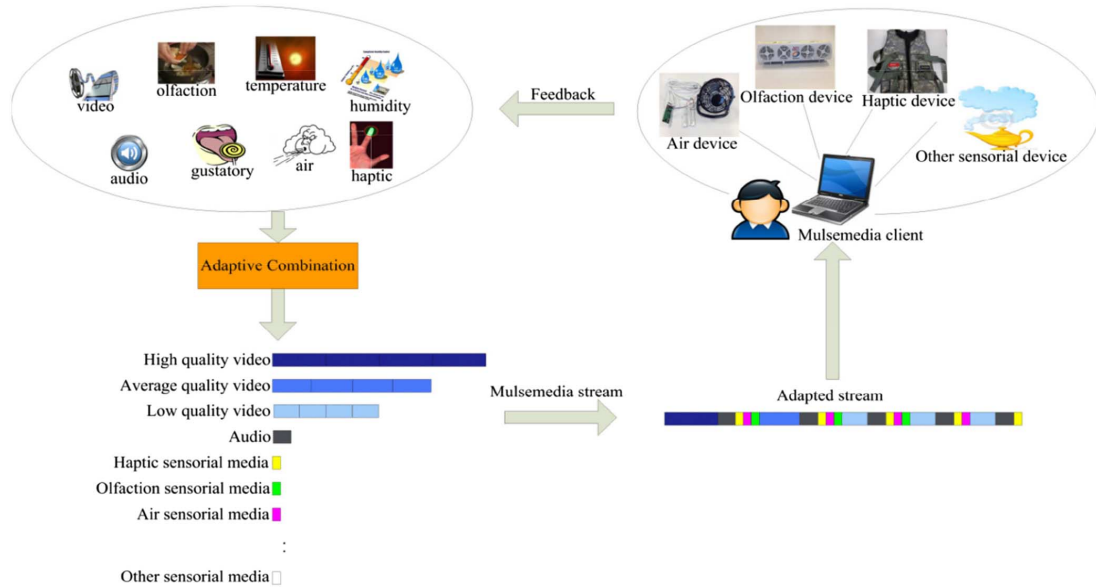 video
olfaction
temperature
humidity
audio
gustatory
air
haptic
Feedback
Air device
Olfaction device
Haptic device
Other sensorial device
Mulsemedia client
Adaptive Combination
High quality video
Average quality video
Low quality video
Audio
Haptic sensorial media
Olfaction sensorial media
Air sensorial media
:
Other sensorial media
Mulsemedia stream
Adapted stream